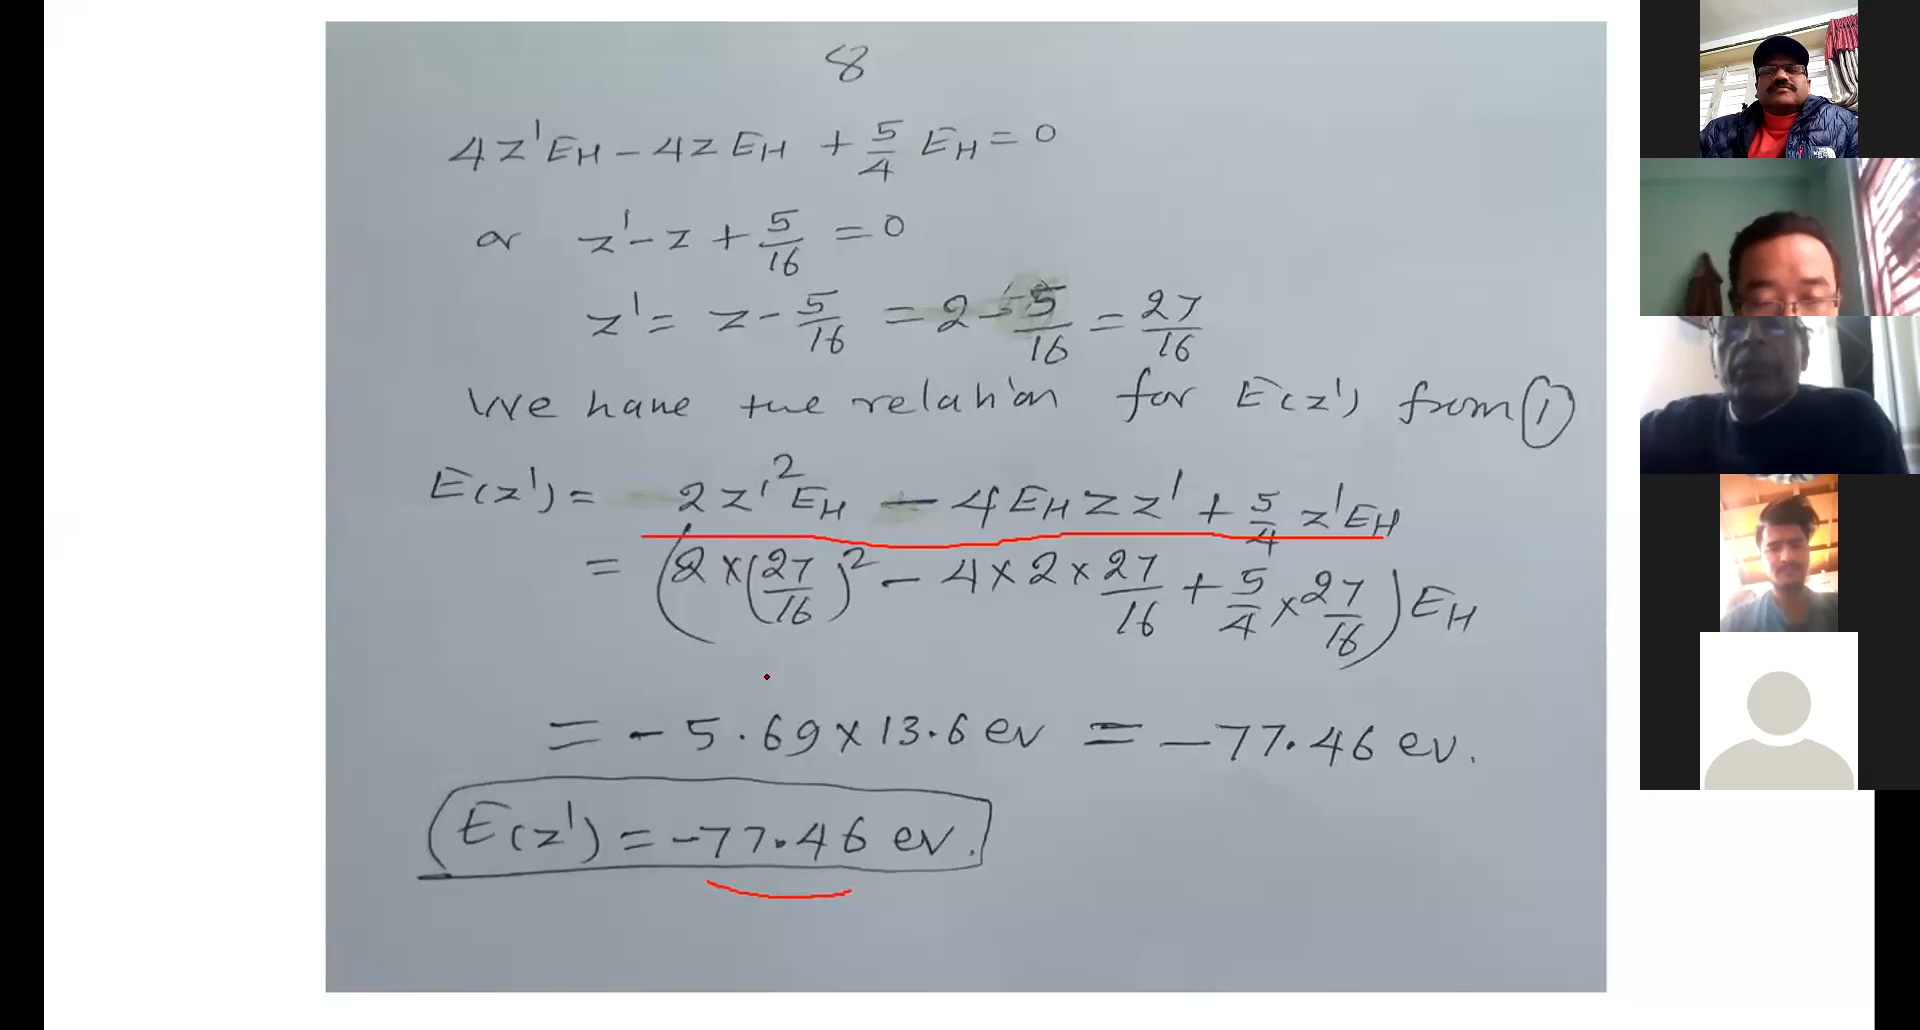 8
4z'E_H - 4z E_H + 5/4 E_H = 0
or z' - z + 5/16 = 0
z' = z - 5/16 = 2 - 5/16 = 27/16
We have the relation for E(z') from ①
E(z') = 2z'²E_H - 4E_H z z' + 5/4 z'E_H
= (2 × (27/16)² - 4 × 2 × 27/16 + 5/4 × 27/16) E_H
= -5.69 × 13.6 ev = -77.46 ev.
E(z') = -77.46 ev.